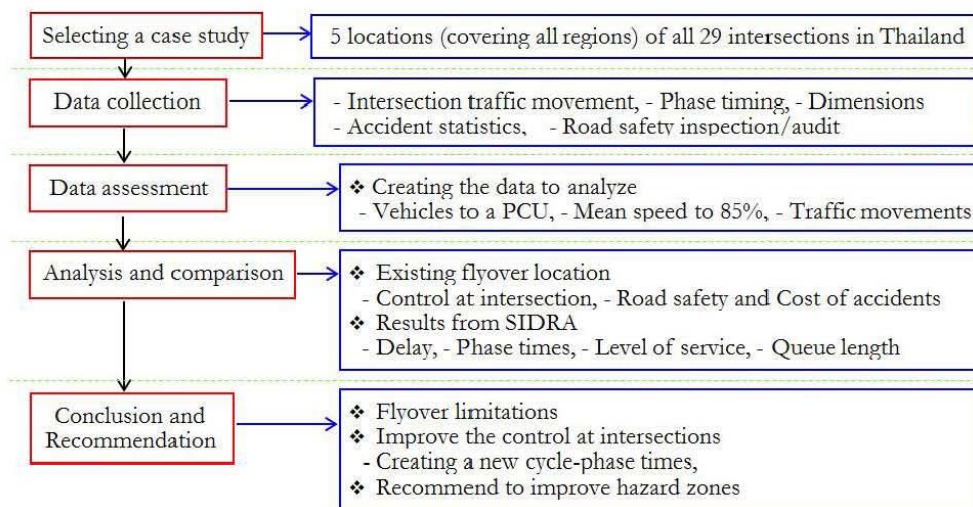 Selecting a case study
5 locations (covering all regions) of all 29 intersections in Thailand
Data collection
- Intersection traffic movement, - Phase timing, - Dimensions
- Accident statistics, - Road safety inspection/audit
Data assessment
❖ Creating the data to analyze
- Vehicles to a PCU, - Mean speed to 85%, - Traffic movements
Analysis and comparison
❖ Existing flyover location
- Control at intersection, - Road safety and Cost of accidents
❖ Results from SIDRA
- Delay, - Phase times, - Level of service, - Queue length
Conclusion and
Recommendation
❖ Flyover limitations
❖ Improve the control at intersections
- Creating a new cycle-phase times,
❖ Recommend to improve hazard zones